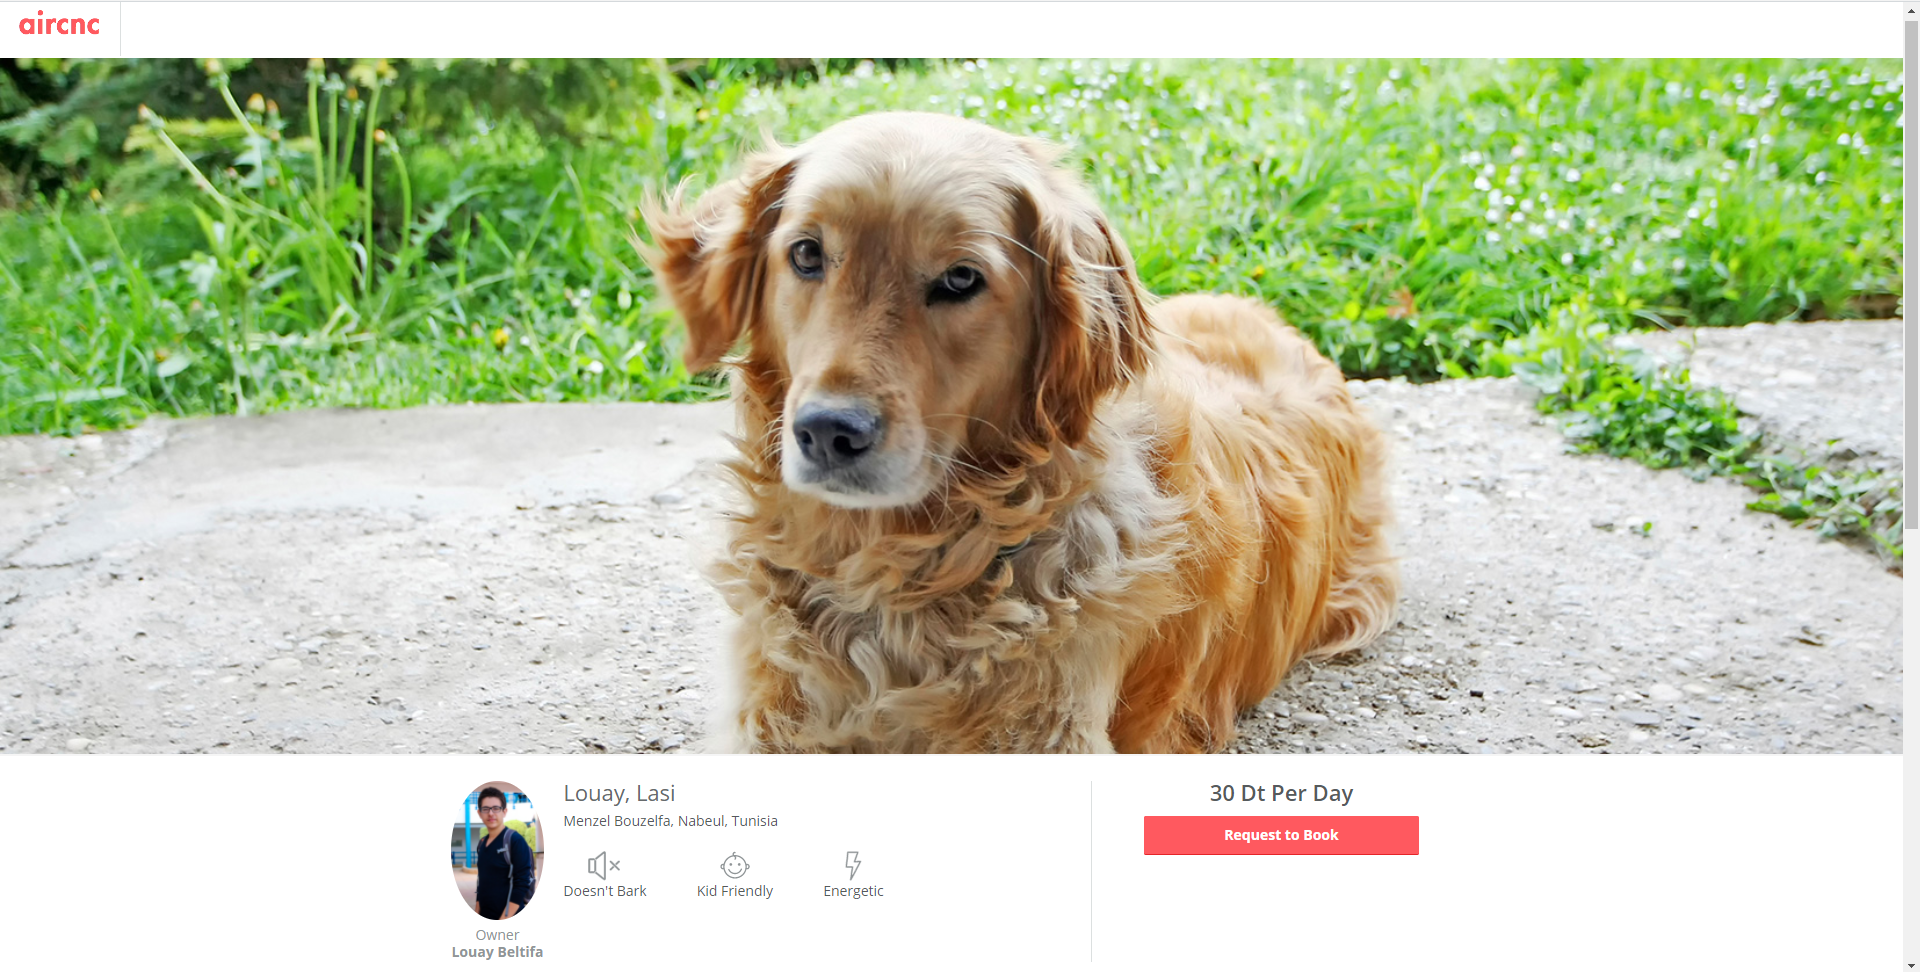 aircnc
Louay, Lasi
Menzel Bouzelfa, Nabeul, Tunisia
Doesn't Bark
Kid Friendly
Energetic
Owner
Louay Beltifa
30 Dt Per Day
Request to Book